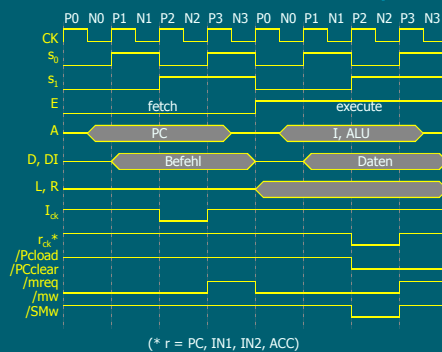 P0 N0 P1 N1 P2 N2 P3 N3 P0 N0 P1 N1 P2 N2 P3 N3
CK
s0
s1
E fetch execute
A PC I, ALU
D, DI Befehl Daten
L, R
Ick
rck*
/Pcload
/PCclear
/mreq
/mw
/SMw
(* r = PC, IN1, IN2, ACC)